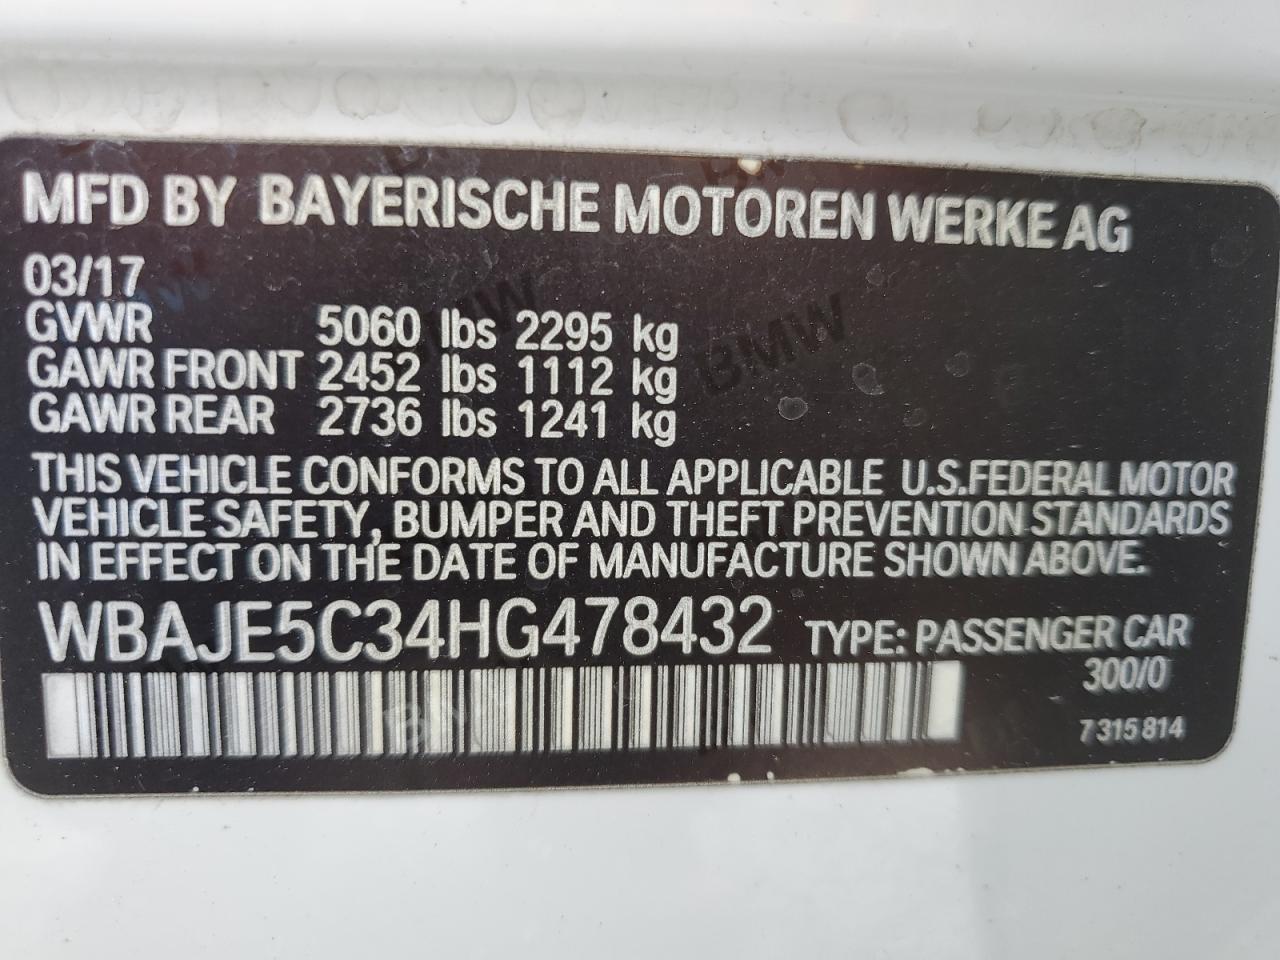 MFD BY BAYERISCHE MOTOREN WERKE AG
03/17
GVWR 5060 lbs 2295 kg
GAWR FRONT 2452 lbs 1112 kg
GAWR REAR 2736 lbs 1241 kg
THIS VEHICLE CONFORMS TO ALL APPLICABLE U.S.FEDERAL MOTOR
VEHICLE SAFETY, BUMPER AND THEFT PREVENTION STANDARDS
IN EFFECT ON THE DATE OF MANUFACTURE SHOWN ABOVE.
WBAJE5C34HG478432 TYPE: PASSENGER CAR
300/0
7 315 814
BMW
BMW